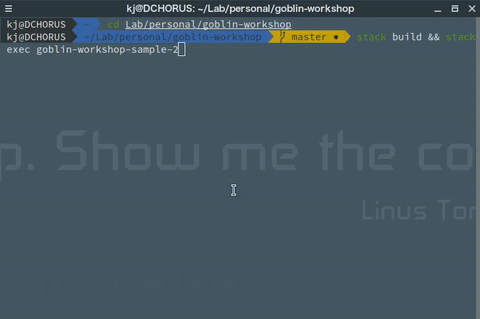 kj@DCHORUS: ~/Lab/personal/goblin-workshop
kj@DCHORUS ~ cd Lab/personal/goblin-workshop
kj@DCHORUS ~/Lab/personal/goblin-workshop master ● stack build && stack
exec goblin-workshop-sample-2
p. Show me the co
Linus Tor